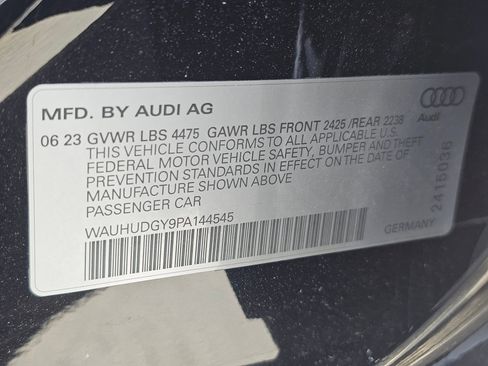 MFD. BY AUDI AG
06 23 GVWR LBS 4475 GAWR LBS FRONT 2425 /REAR 2238
THIS VEHICLE CONFORMS TO ALL APPLICABLE U.S.
FEDERAL MOTOR VEHICLE SAFETY, BUMPER AND THEFT
PREVENTION STANDARDS IN EFFECT ON THE DATE OF
MANUFACTURE SHOWN ABOVE
PASSENGER CAR
WAUHUDGY9PA144545
GERMANY
2415036